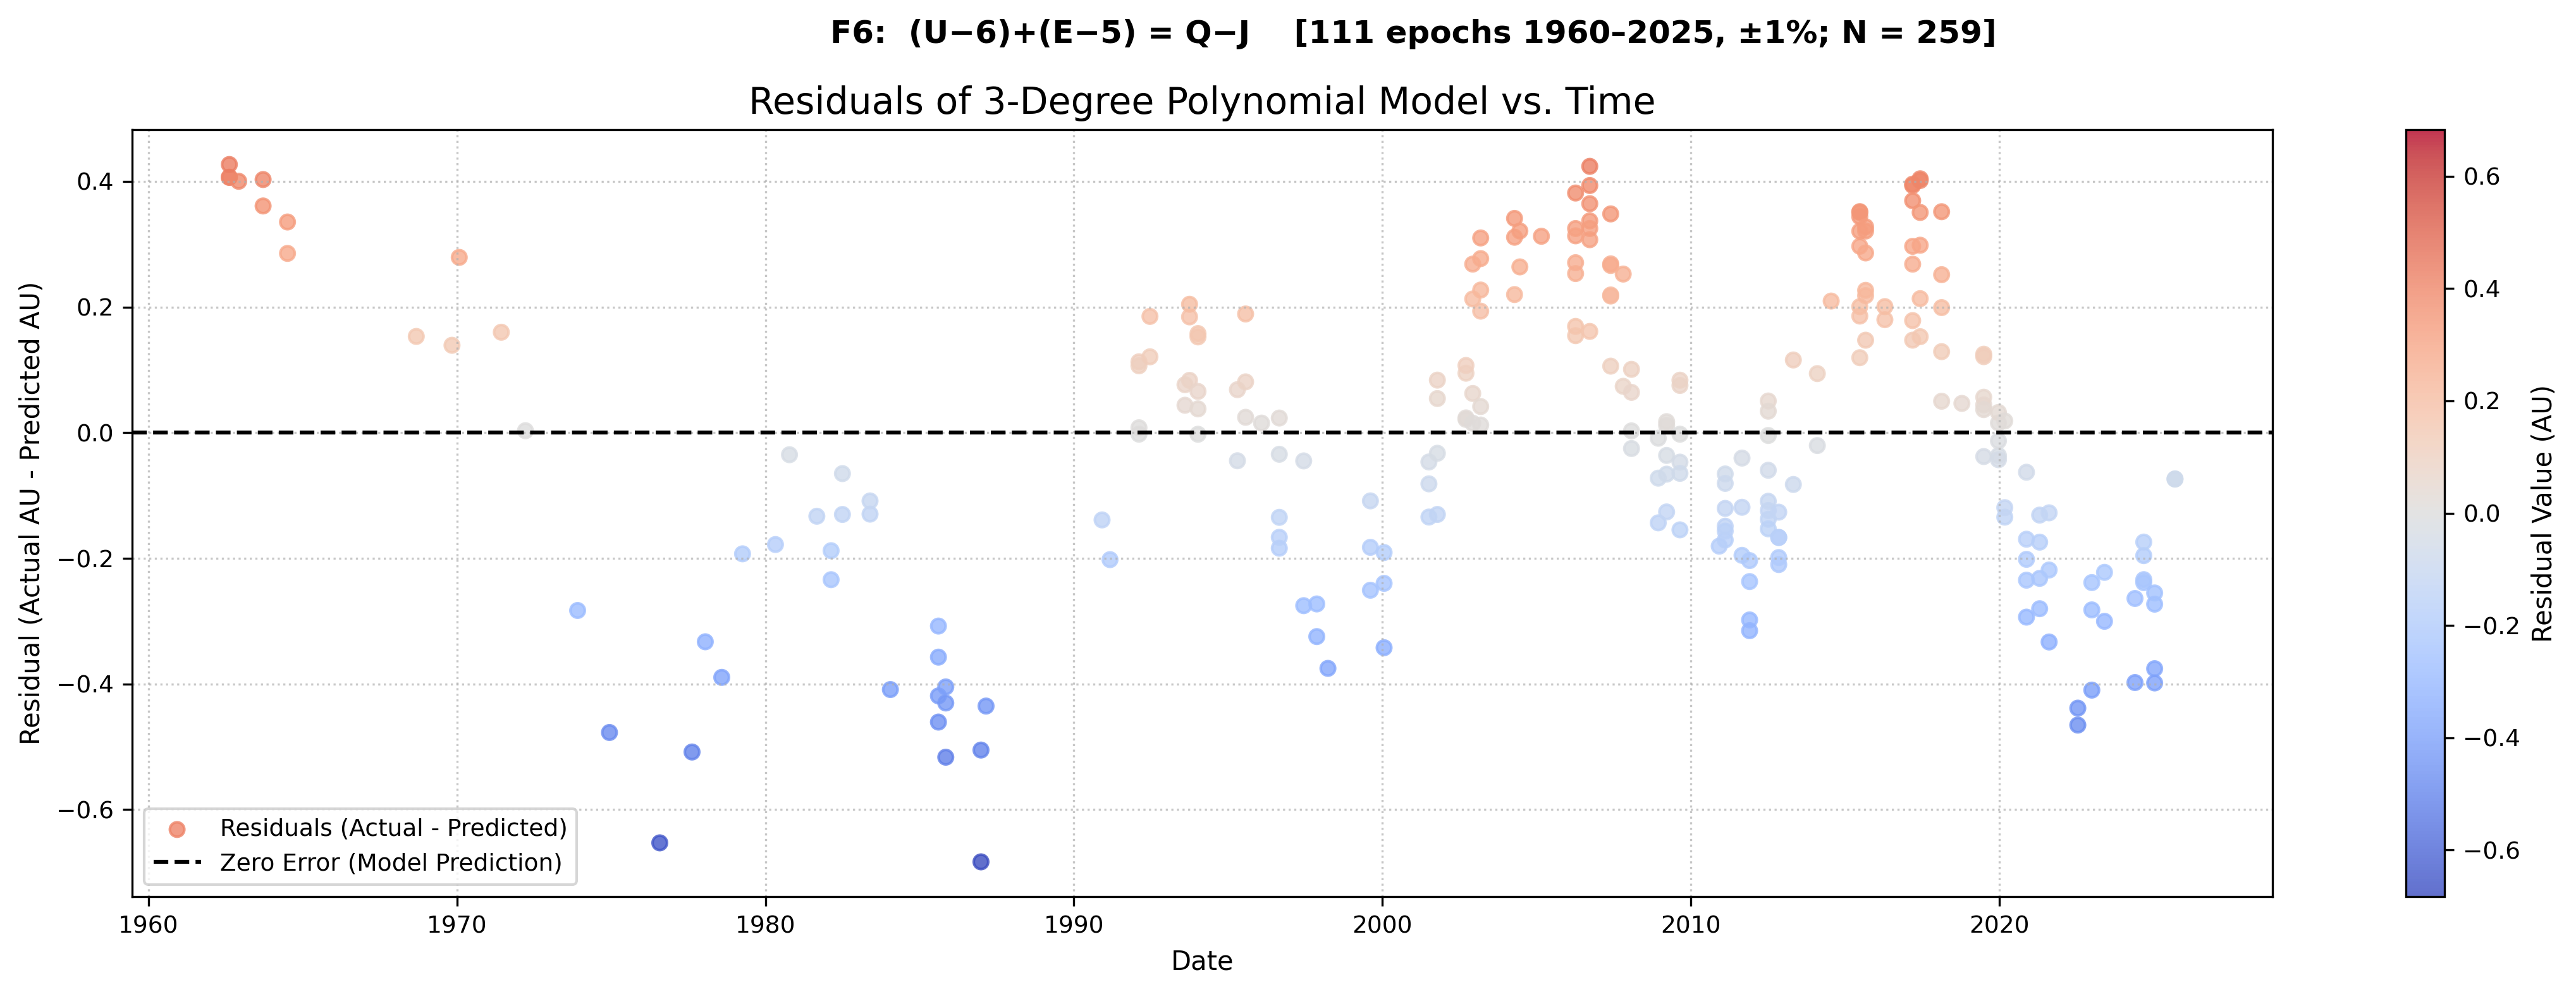 F6:  (U−6)+(E−5) = Q−J    [111 epochs 1960–2025, ±1%; N = 259]
Residuals of 3-Degree Polynomial Model vs. Time
Residual (Actual AU - Predicted AU)
0.4
0.2
0.0
−0.2
−0.4
−0.6
Residuals (Actual - Predicted)
Zero Error (Model Prediction)
1960
1970
1980
1990
2000
2010
2020
Date
0.6
0.4
0.2
0.0
−0.2
−0.4
−0.6
Residual Value (AU)